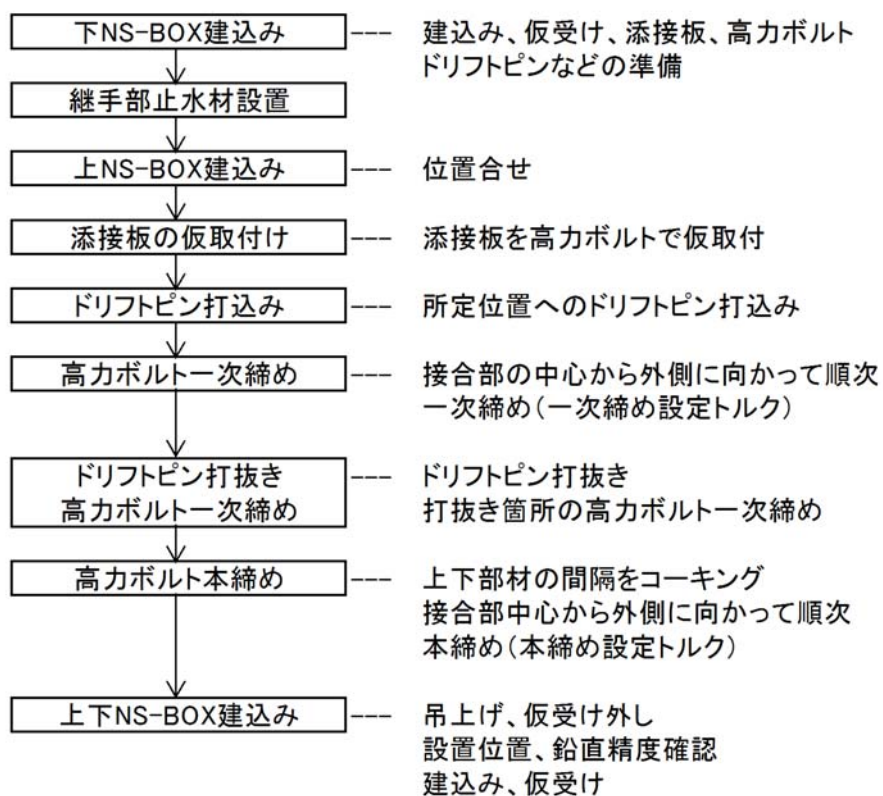 下NS-BOX建込み --- 建込み、仮受け、添接板、高力ボルト
ドリフトピンなどの準備
継手部止水材設置
上NS-BOX建込み --- 位置合せ
添接板の仮取付け --- 添接板を高力ボルトで仮取付
ドリフトピン打込み --- 所定位置へのドリフトピン打込み
高力ボルト一次締め --- 接合部の中心から外側に向かって順次
一次締め(一次締め設定トルク)
ドリフトピン打抜き --- ドリフトピン打抜き
高力ボルト一次締め 打抜き箇所の高力ボルト一次締め
高力ボルト本締め --- 上下部材の間隔をコーキング
接合部中心から外側に向かって順次
本締め(本締め設定トルク)
上下NS-BOX建込み --- 吊上げ、仮受け外し
設置位置、鉛直精度確認
建込み、仮受け